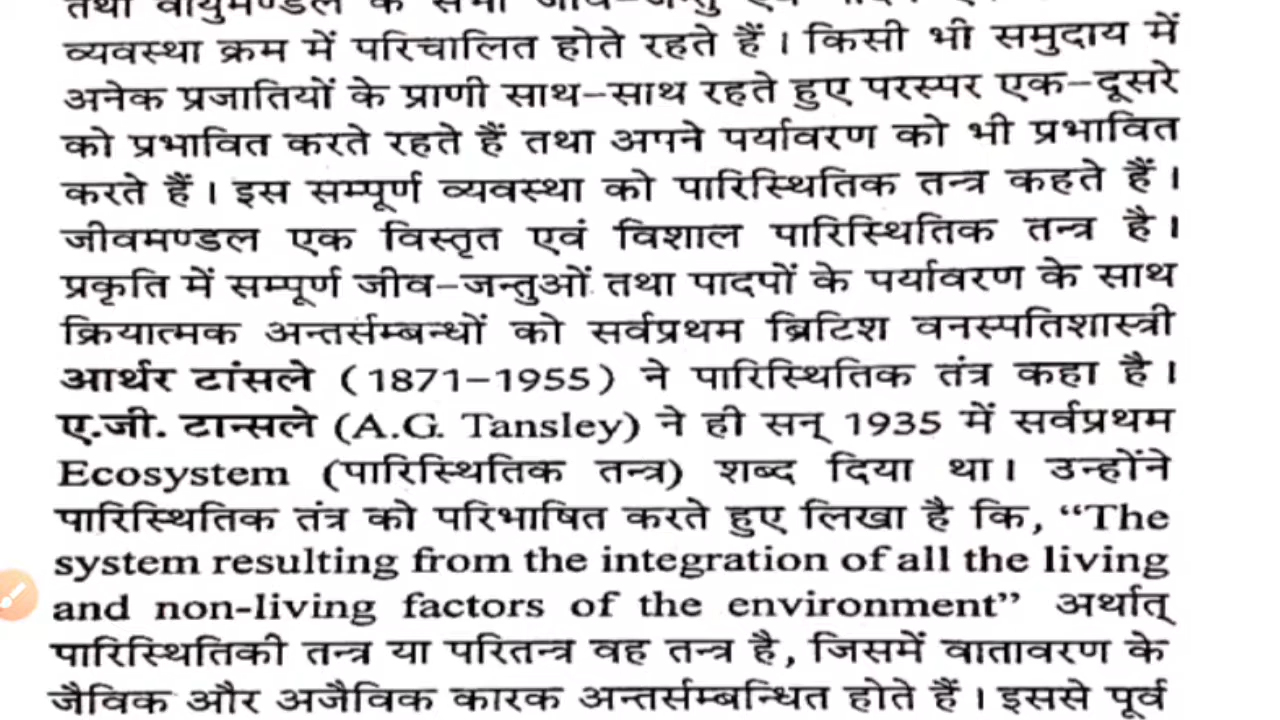 व्यवस्था क्रम में परिचालित होते रहते हैं। किसी भी समुदाय में
अनेक प्रजातियों के प्राणी साथ-साथ रहते हुए परस्पर एक-दूसरे
को प्रभावित करते रहते हैं तथा अपने पर्यावरण को भी प्रभावित
करते हैं। इस सम्पूर्ण व्यवस्था को पारिस्थितिक तन्त्र कहते हैं।
जीवमण्डल एक विस्तृत एवं विशाल पारिस्थितिक तन्त्र है।
प्रकृति में सम्पूर्ण जीव-जन्तुओं तथा पादपों के पर्यावरण के साथ
क्रियात्मक अन्तर्सम्बन्धों को सर्वप्रथम ब्रिटिश वनस्पतिशास्त्री
आर्थर टांसले (1871-1955) ने पारिस्थितिक तंत्र कहा है।
ए.जी. टान्सले (A.G. Tansley) ने ही सन् 1935 में सर्वप्रथम
Ecosystem (पारिस्थितिक तन्त्र) शब्द दिया था। उन्होंने
पारिस्थितिक तंत्र को परिभाषित करते हुए लिखा है कि, “The
system resulting from the integration of all the living
and non-living factors of the environment” अर्थात्
पारिस्थितिकी तन्त्र या परितन्त्र वह तन्त्र है, जिसमें वातावरण के
जैविक और अजैविक कारक अन्तर्सम्बन्धित होते हैं। इससे पूर्व